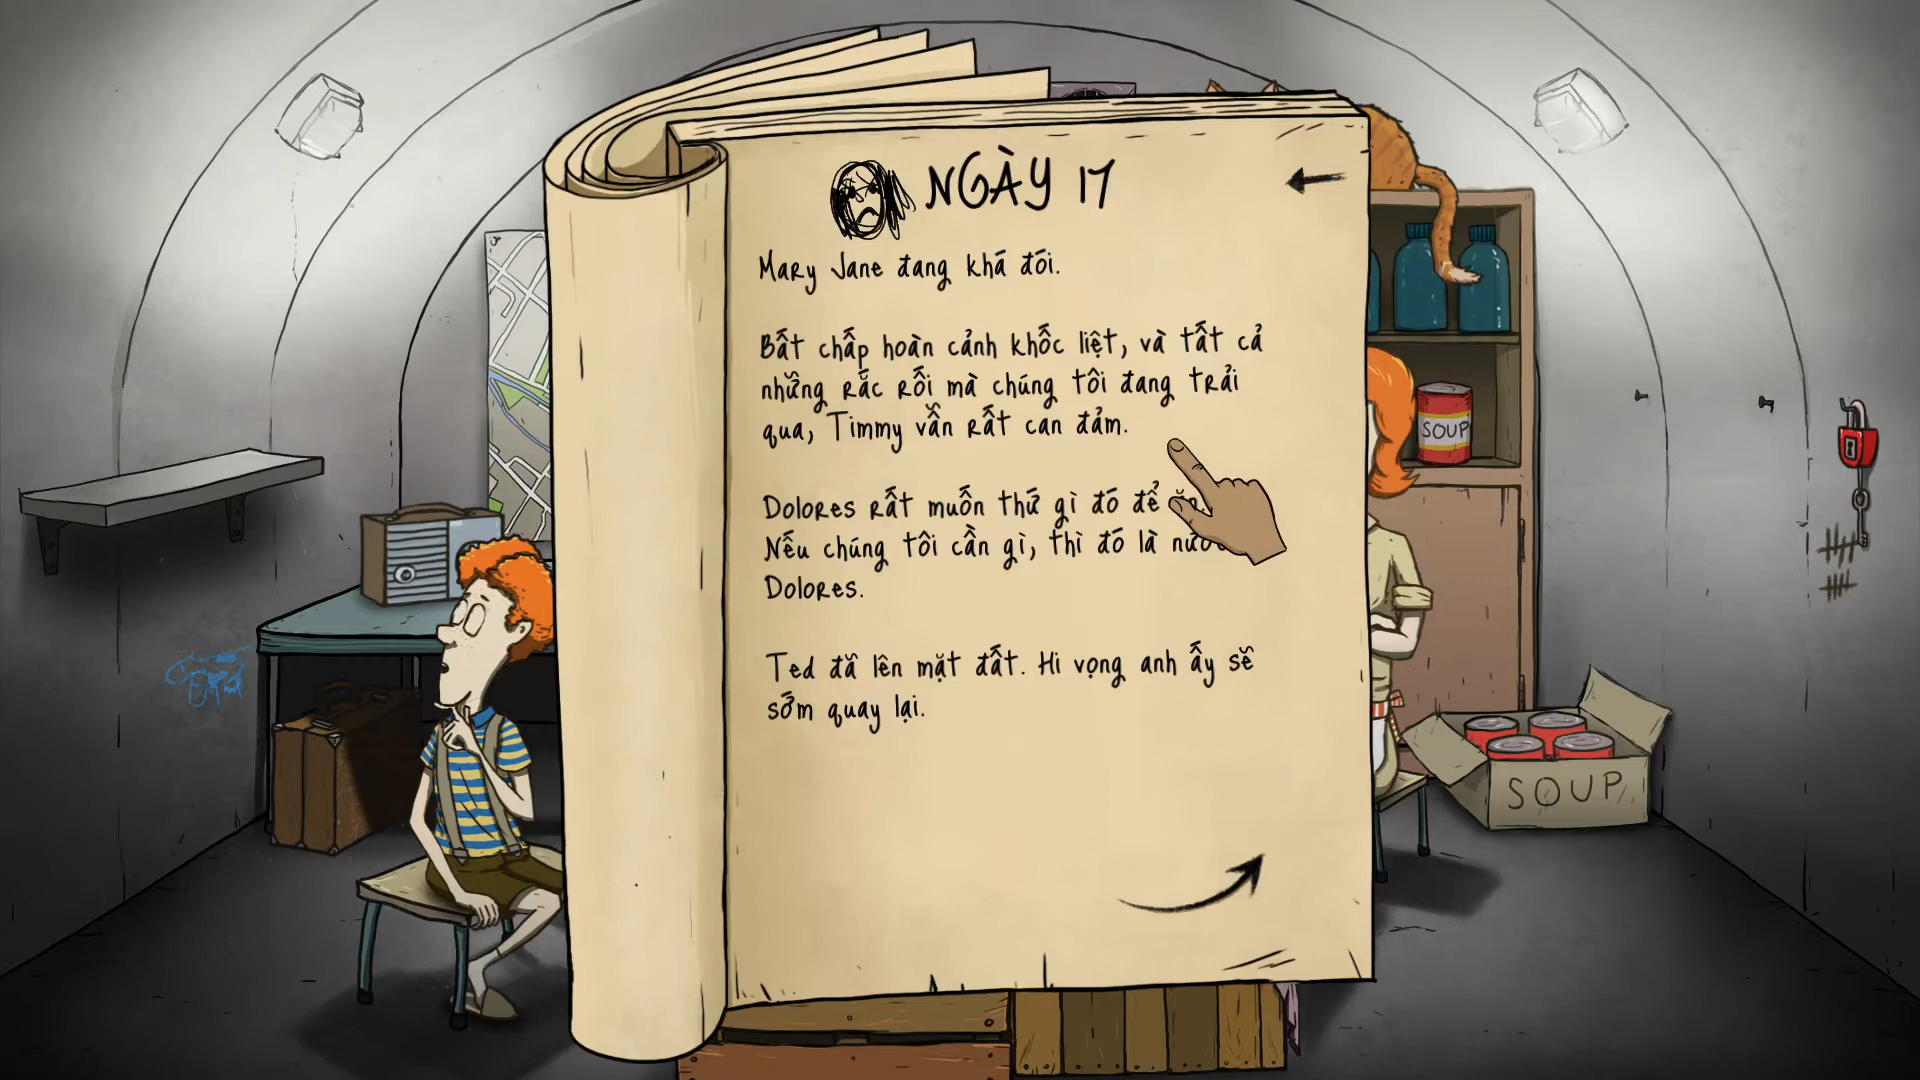 NGÀY 17
Mary Jane đang khá đói.
Bất chấp hoàn cảnh khốc liệt, và tất cả
những rắc rối mà chúng tôi đang trải
qua, Timmy vẫn rất can đảm.
Dolores rất muốn thứ gì đó để
Nếu chúng tôi cần gì, thì đó là
Dolores.
Ted đã lên mặt đất. Hi vọng anh ấy sẽ
sớm quay lại.
SOUP
SOUP